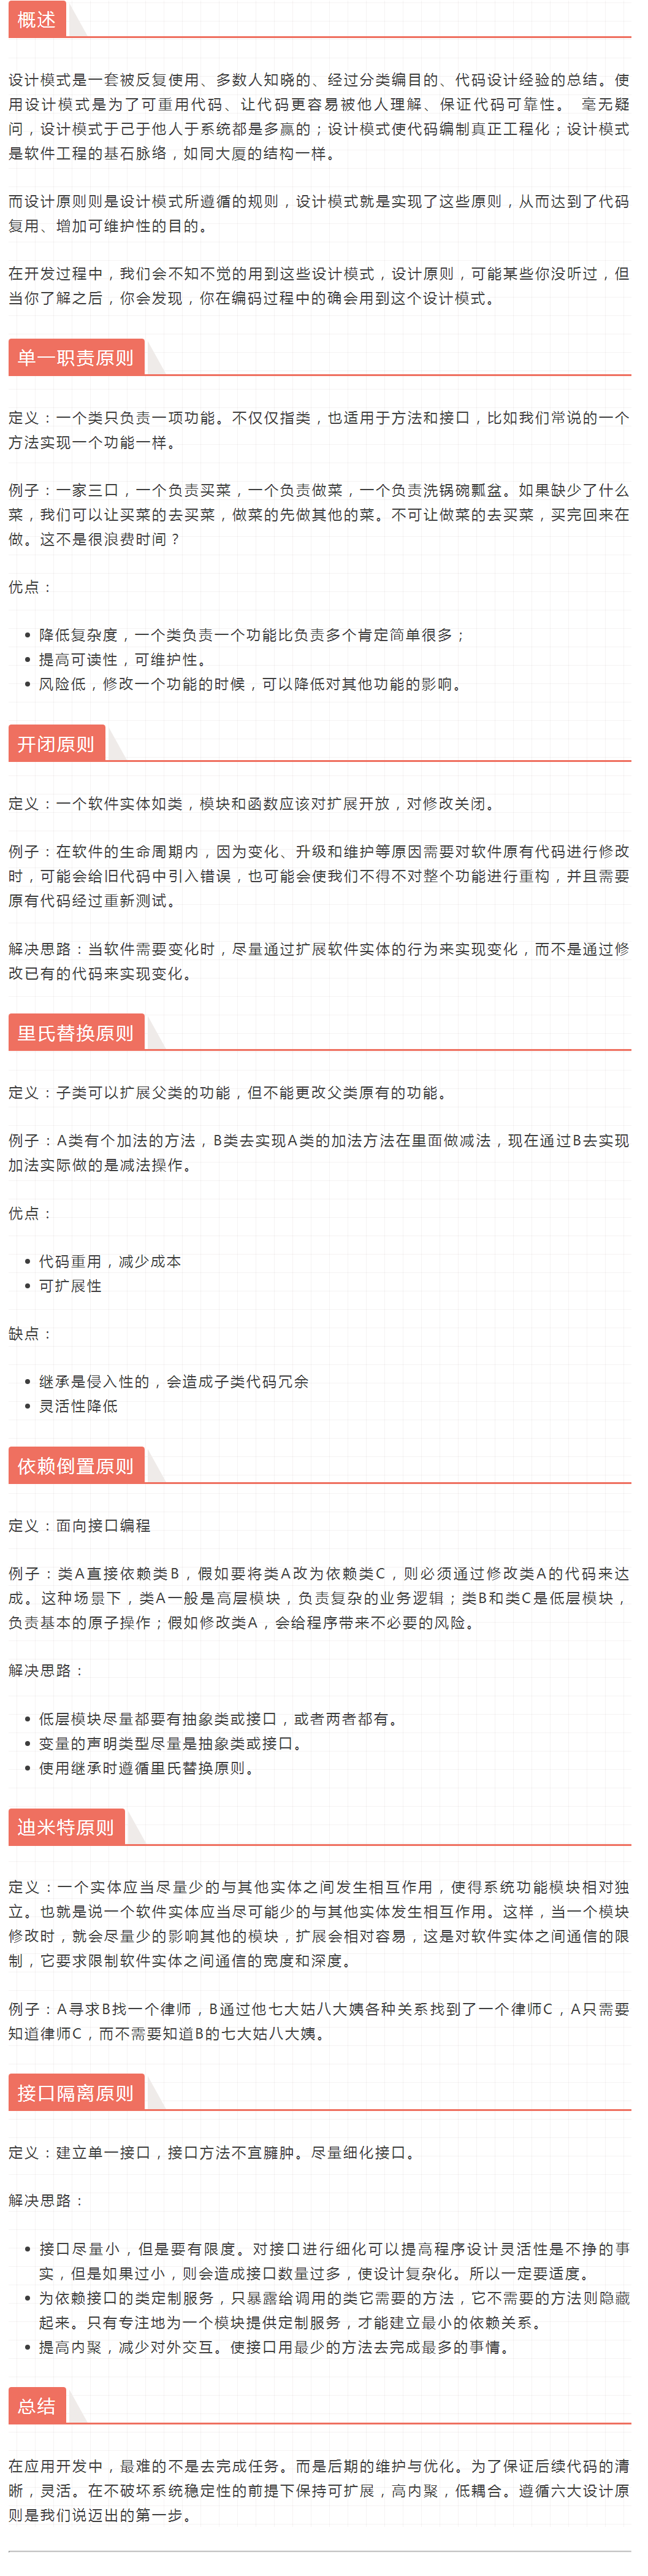 概述
设计模式是一套被反复使用、多数人知晓的、经过分类编目的、代码设计经验的总结。使
用设计模式是为了可重用代码、让代码更容易被他人理解、保证代码可靠性。 毫无疑
问，设计模式于己于他人于系统都是多赢的；设计模式使代码编制真正工程化；设计模式
是软件工程的基石脉络，如同大厦的结构一样。
而设计原则则是设计模式所遵循的规则，设计模式就是实现了这些原则，从而达到了代码
复用、增加可维护性的目的。
在开发过程中，我们会不知不觉的用到这些设计模式，设计原则，可能某些你没听过，但
当你了解之后，你会发现，你在编码过程中的确会用到这个设计模式。
单一职责原则
定义：一个类只负责一项功能。不仅仅指类，也适用于方法和接口，比如我们常说的一个
方法实现一个功能一样。
例子：一家三口，一个负责买菜，一个负责做菜，一个负责洗锅碗瓢盆。如果缺少了什么
菜，我们可以让买菜的去买菜，做菜的先做其他的菜。不可让做菜的去买菜，买完回来在
做。这不是很浪费时间？
优点：
• 降低复杂度，一个类负责一个功能比负责多个肯定简单很多；
• 提高可读性，可维护性。
• 风险低，修改一个功能的时候，可以降低对其他功能的影响。
开闭原则
定义：一个软件实体如类，模块和函数应该对扩展开放，对修改关闭。
例子：在软件的生命周期内，因为变化、升级和维护等原因需要对软件原有代码进行修改
时，可能会给旧代码中引入错误，也可能会使我们不得不对整个功能进行重构，并且需要
原有代码经过重新测试。
解决思路：当软件需要变化时，尽量通过扩展软件实体的行为来实现变化，而不是通过修
改已有的代码来实现变化。
里氏替换原则
定义：子类可以扩展父类的功能，但不能更改父类原有的功能。
例子：A类有个加法的方法，B类去实现A类的加法方法在里面做减法，现在通过B去实现
加法实际做的是减法操作。
优点：
• 代码重用，减少成本
• 可扩展性
缺点：
• 继承是侵入性的，会造成子类代码冗余
• 灵活性降低
依赖倒置原则
定义：面向接口编程
例子：类A直接依赖类B，假如要将类A改为依赖类C，则必须通过修改类A的代码来达
成。这种场景下，类A一般是高层模块，负责复杂的业务逻辑；类B和类C是低层模块，
负责基本的原子操作；假如修改类A，会给程序带来不必要的风险。
解决思路：
• 低层模块尽量都要有抽象类或接口，或者两者都有。
• 变量的声明类型尽量是抽象类或接口。
• 使用继承时遵循里氏替换原则。
迪米特原则
定义：一个实体应当尽量少的与其他实体之间发生相互作用，使得系统功能模块相对独
立。也就是说一个软件实体应当尽可能少的与其他实体发生相互作用。这样，当一个模块
修改时，就会尽量少的影响其他的模块，扩展会相对容易，这是对软件实体之间通信的限
制，它要求限制软件实体之间通信的宽度和深度。
例子：A寻求B找一个律师，B通过他七大姑八大姨各种关系找到了一个律师C，A只需要
知道律师C，而不需要知道B的七大姑八大姨。
接口隔离原则
定义：建立单一接口，接口方法不宜臃肿。尽量细化接口。
解决思路：
• 接口尽量小，但是要有限度。对接口进行细化可以提高程序设计灵活性是不挣的事
实，但是如果过小，则会造成接口数量过多，使设计复杂化。所以一定要适度。
• 为依赖接口的类定制服务，只暴露给调用的类它需要的方法，它不需要的方法则隐藏
起来。只有专注地为一个模块提供定制服务，才能建立最小的依赖关系。
• 提高内聚，减少对外交互。使接口用最少的方法去完成最多的事情。
总结
在应用开发中，最难的不是去完成任务。而是后期的维护与优化。为了保证后续代码的清
晰，灵活。在不破坏系统稳定性的前提下保持可扩展，高内聚，低耦合。遵循六大设计原
则是我们说迈出的第一步。